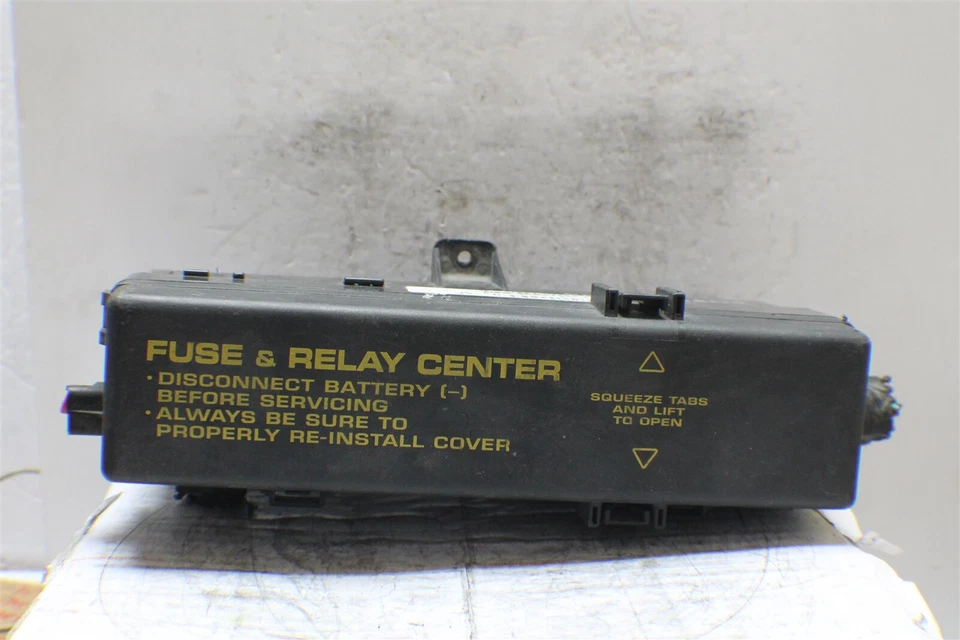 FUSE & RELAY CENTER
• DISCONNECT BATTERY (-)
BEFORE SERVICING
• ALWAYS BE SURE TO
PROPERLY RE-INSTALL COVER
SQUEEZE TABS
AND LIFT
TO OPEN